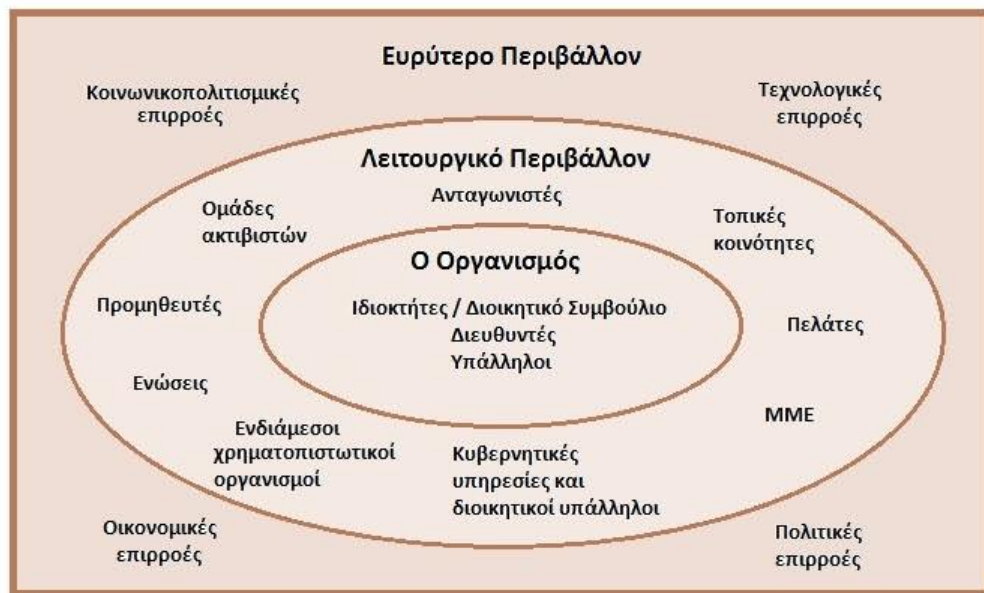 Ευρύτερο Περιβάλλον
Κοινωνικοπολιτισμικές
επιρροές
Τεχνολογικές
επιρροές
Λειτουργικό Περιβάλλον
Ανταγωνιστές
Ομάδες
ακτιβιστών
Τοπικές
κοινότητες
Ο Οργανισμός
Ιδιοκτήτες / Διοικητικό Συμβούλιο
Διευθυντές
Υπάλληλοι
Προμηθευτές
Πελάτες
Ενώσεις
ΜΜΕ
Ενδιάμεσοι
χρηματοπιστωτικοί
οργανισμοί
Κυβερνητικές
υπηρεσίες και
διοικητικοί υπάλληλοι
Οικονομικές
επιρροές
Πολιτικές
επιρροές